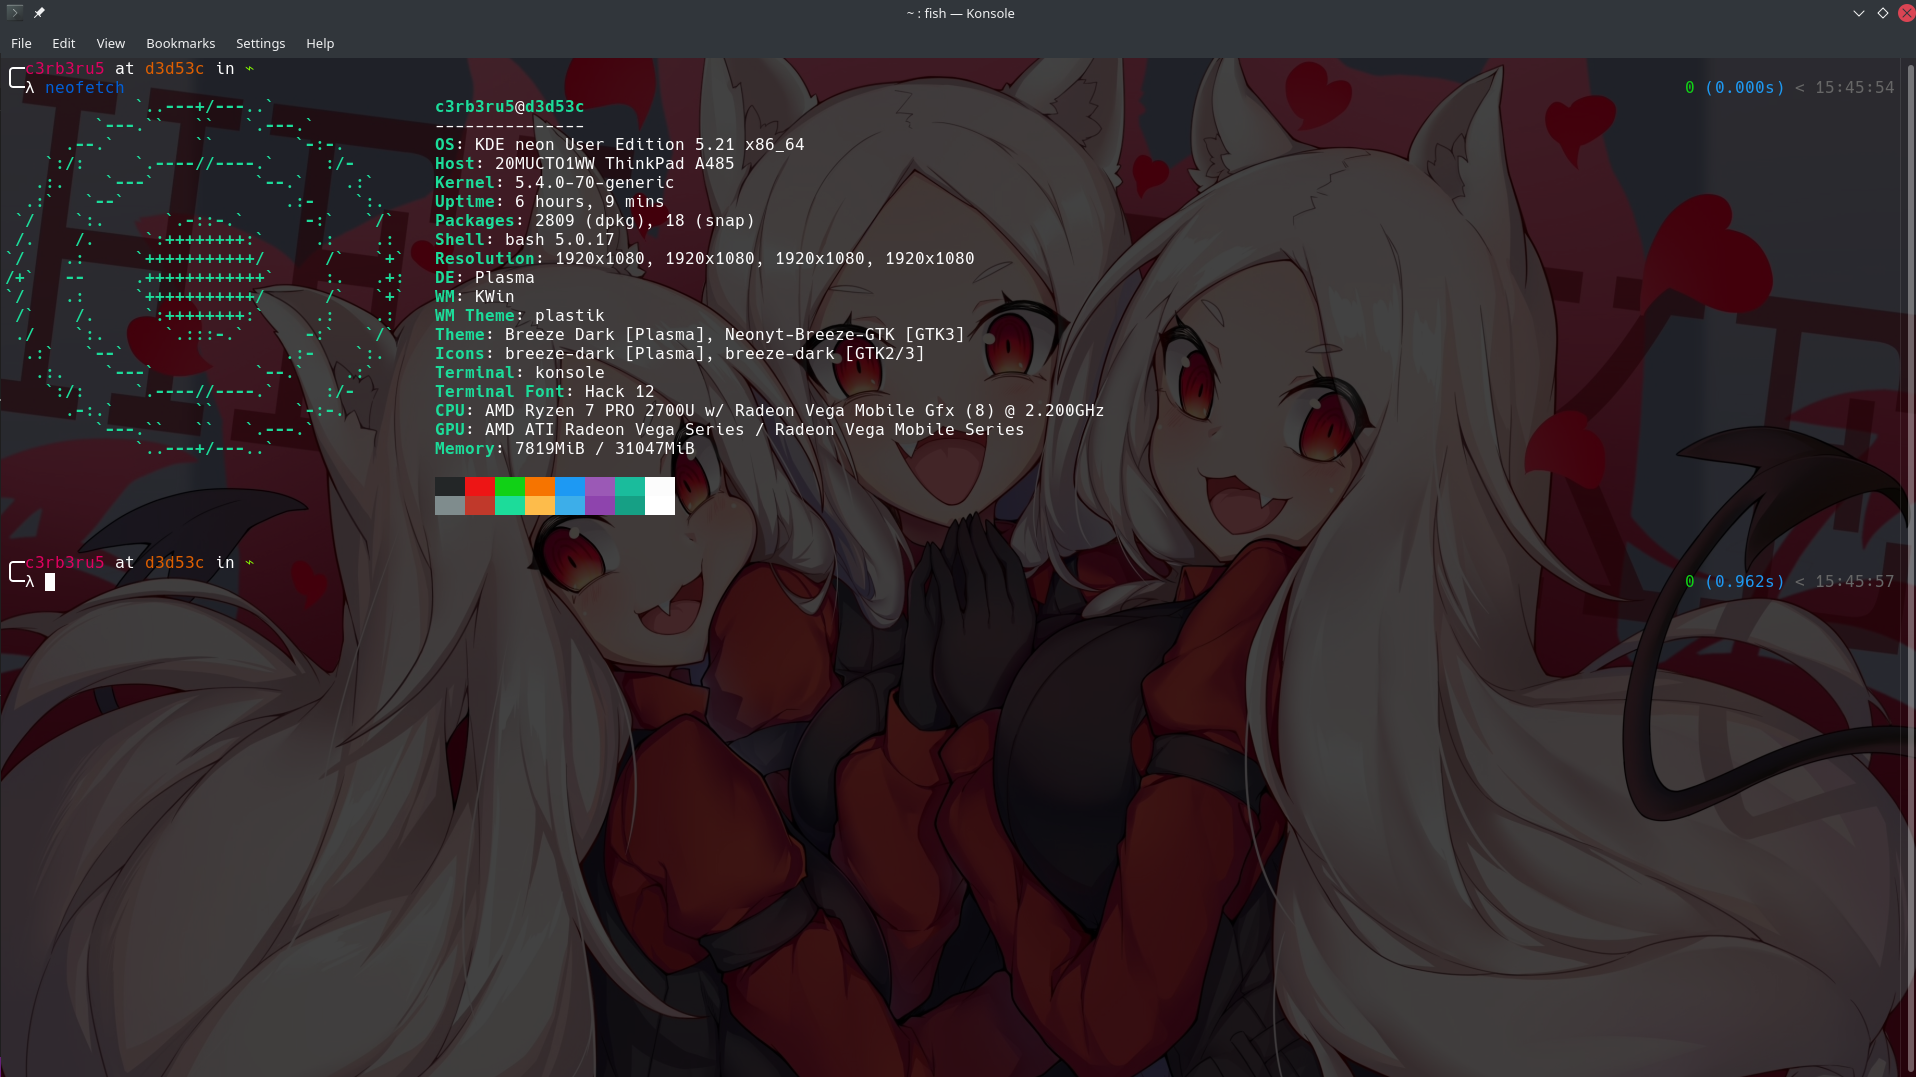 ~ : fish — Konsole
File Edit View Bookmarks Settings Help
c3rb3ru5 at d3d53c in ~
λ neofetch 0 (0.000s) < 15:45:54
c3rb3ru5@d3d53c
---------------
OS: KDE neon User Edition 5.21 x86_64
Host: 20MUCTO1WW ThinkPad A485
Kernel: 5.4.0-70-generic
Uptime: 6 hours, 9 mins
Packages: 2809 (dpkg), 18 (snap)
Shell: bash 5.0.17
Resolution: 1920x1080, 1920x1080, 1920x1080, 1920x1080
DE: Plasma
WM: KWin
WM Theme: plastik
Theme: Breeze Dark [Plasma], Neonyt-Breeze-GTK [GTK3]
Icons: breeze-dark [Plasma], breeze-dark [GTK2/3]
Terminal: konsole
Terminal Font: Hack 12
CPU: AMD Ryzen 7 PRO 2700U w/ Radeon Vega Mobile Gfx (8) @ 2.200GHz
GPU: AMD ATI Radeon Vega Series / Radeon Vega Mobile Series
Memory: 7819MiB / 31047MiB
c3rb3ru5 at d3d53c in ~
λ 0 (0.962s) < 15:45:57